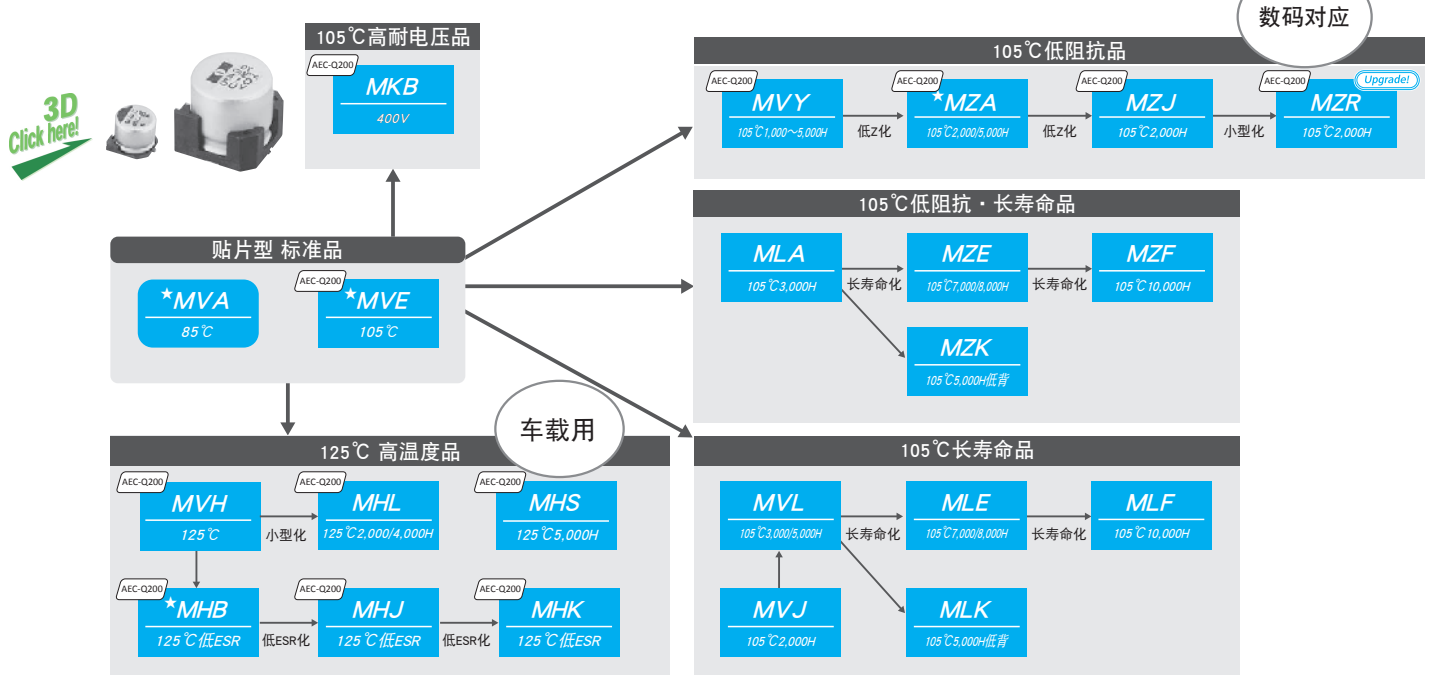 数码对应
3D
Click here!
105℃高耐电压品
AEC-Q200
MKB
400V
105℃低阻抗品
AEC-Q200
MVY
105℃1,000～5,000H
低Z化
AEC-Q200
★MZA
105℃2,000/5,000H
低Z化
AEC-Q200
MZJ
105℃2,000H
小型化
AEC-Q200
Upgrade!
MZR
105℃2,000H
贴片型 标准品
★MVA
85℃
AEC-Q200
★MVE
105℃
105℃低阻抗・长寿命品
MLA
105℃3,000H
长寿命化
MZE
105℃7,000/8,000H
长寿命化
MZF
105℃10,000H
MZK
105℃5,000H低背
车载用
125℃ 高温度品
AEC-Q200
MVH
125℃
小型化
AEC-Q200
MHL
125℃2,000/4,000H
AEC-Q200
MHS
125℃5,000H
AEC-Q200
★MHB
125℃低ESR
低ESR化
AEC-Q200
MHJ
125℃低ESR
低ESR化
AEC-Q200
MHK
125℃低ESR
105℃长寿命品
MVL
105℃3,000/5,000H
长寿命化
MLE
105℃7,000/8,000H
长寿命化
MLF
105℃10,000H
MVJ
105℃2,000H
MLK
105℃5,000H低背